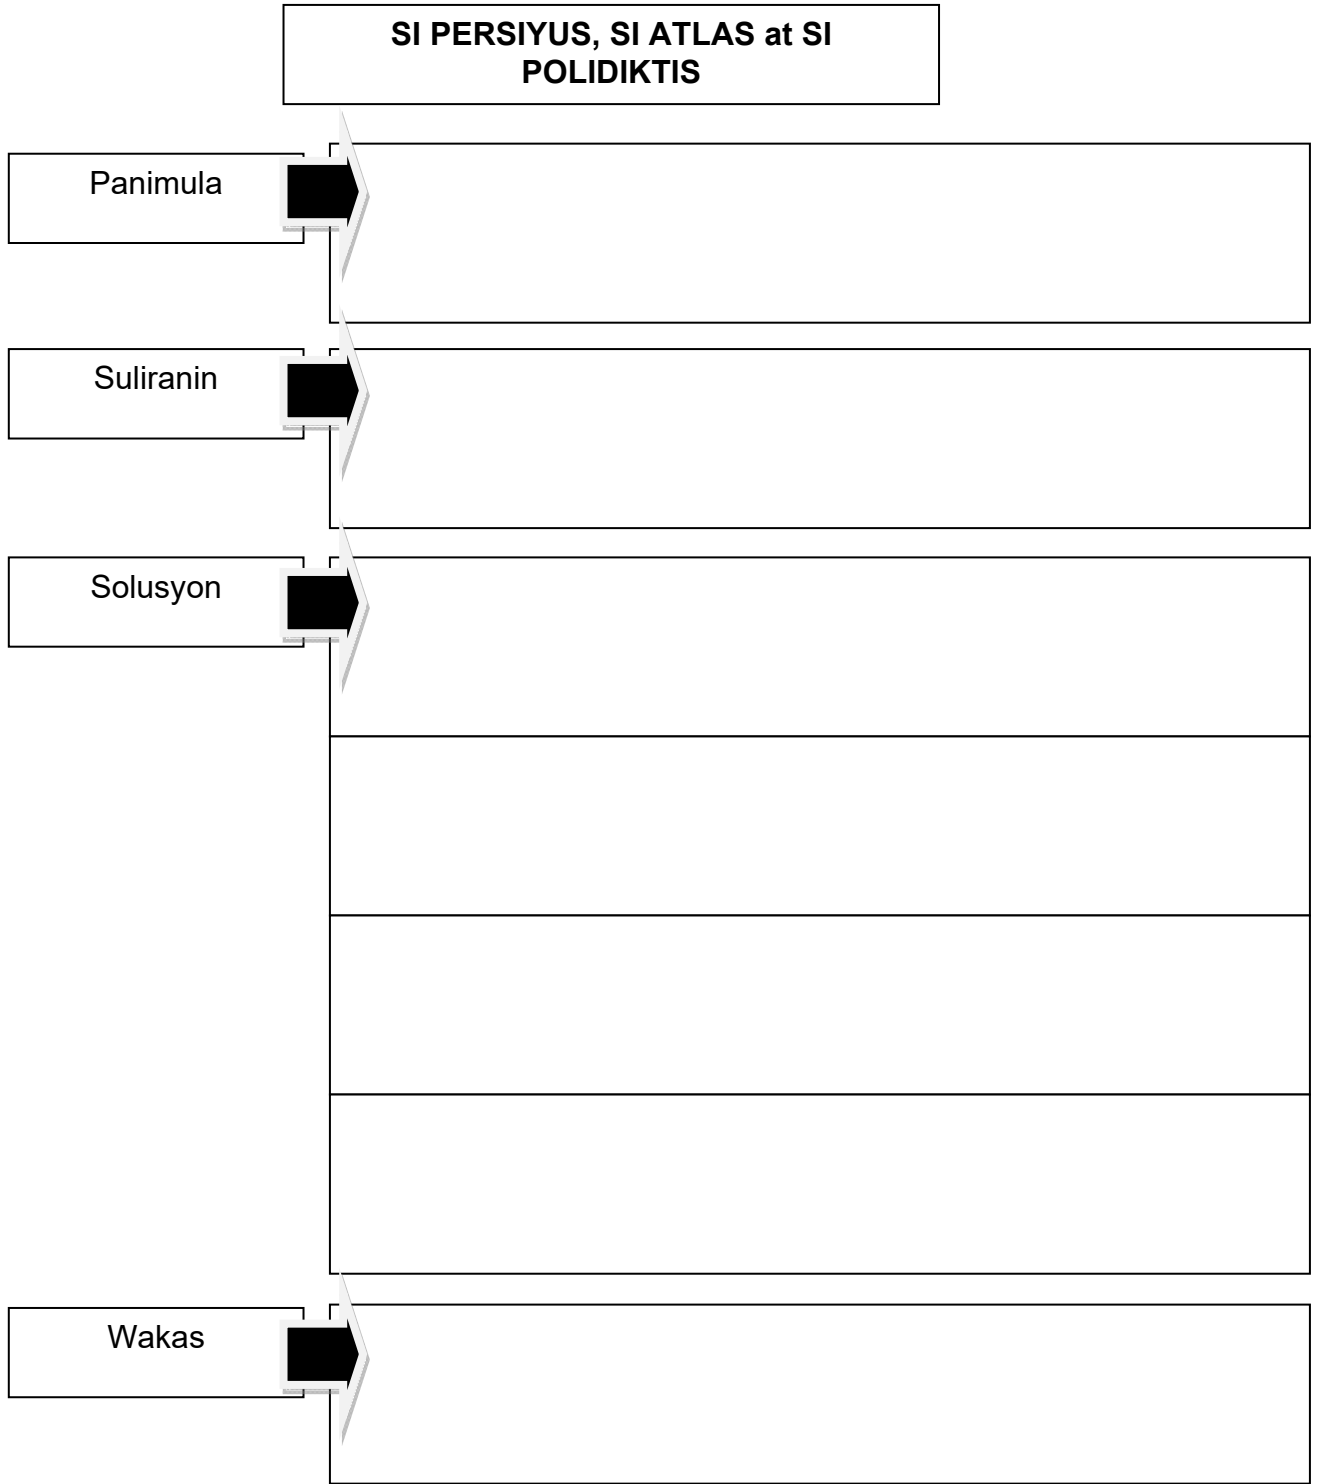 SI PERSIYUS, SI ATLAS at SI
POLIDIKTIS
Panimula
Suliranin
Solusyon
Wakas